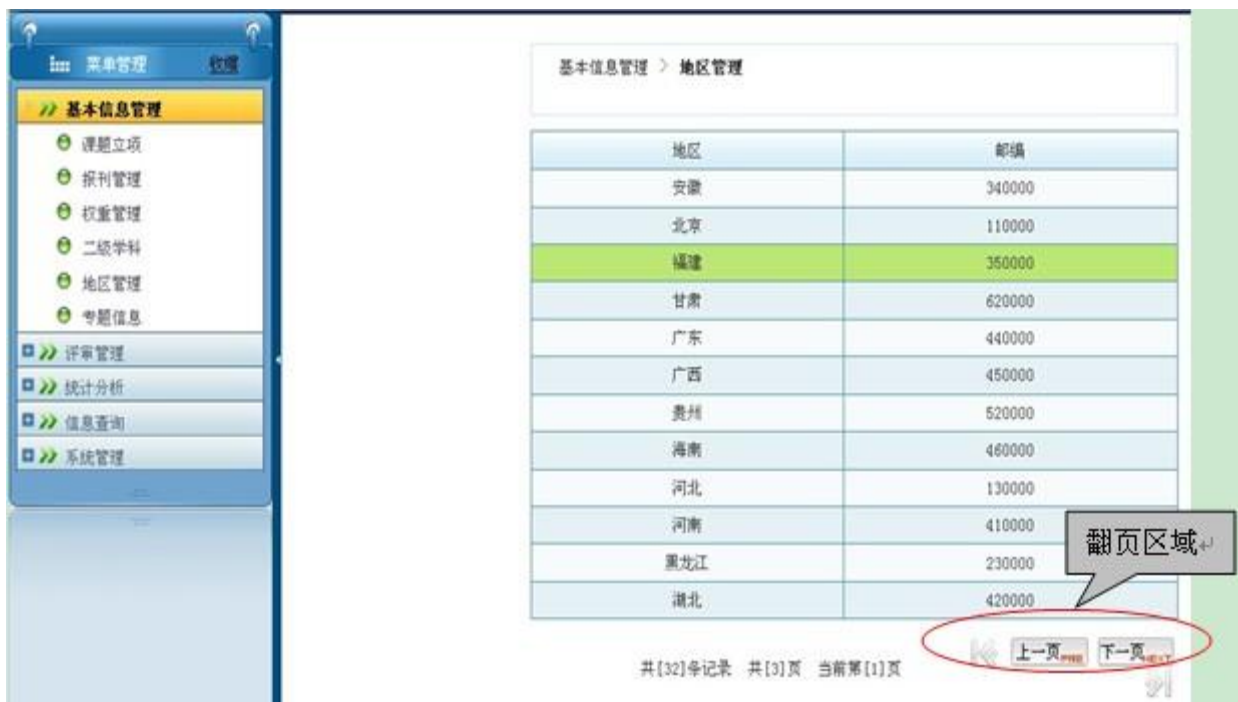 菜单管理 收缩
基本信息管理
课题立项
报刊管理
权重管理
二级学科
地区管理
专题信息
评审管理
统计分析
信息查询
系统管理
基本信息管理 > 地区管理
地区 邮编
安徽 340000
北京 110000
福建 350000
甘肃 620000
广东 440000
广西 450000
贵州 520000
海南 460000
河北 130000
河南 410000
黑龙江 230000
湖北 420000
翻页区域
共[32]条记录 共[3]页 当前第[1]页
上一页 下一页NEXT